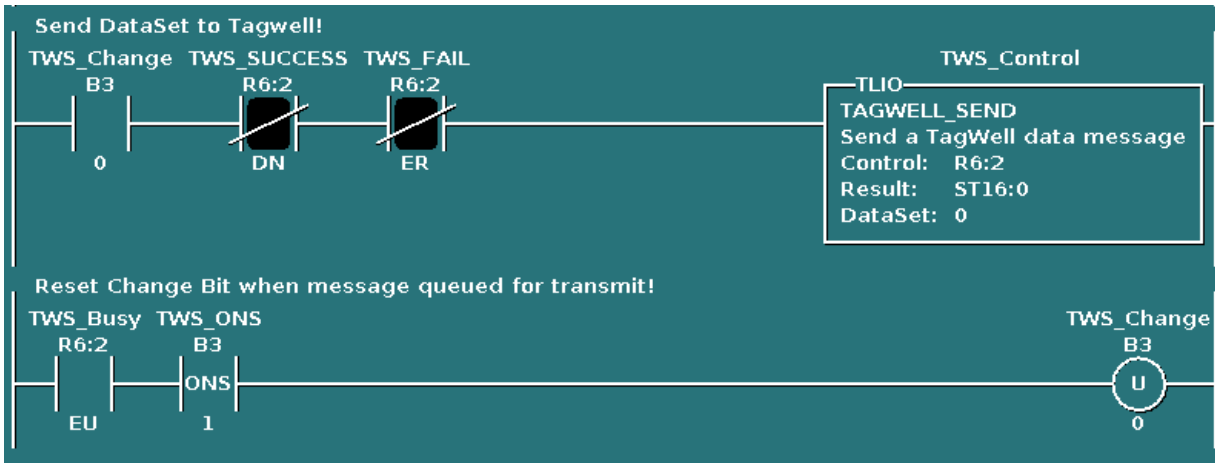 Send DataSet to Tagwell!
TWS_Change TWS_SUCCESS TWS_FAIL TWS_Control
B3 R6:2 R6:2
TLIO
TAGWELL_SEND
Send a TagWell data message
Control: R6:2
Result: ST16:0
DataSet: 0
0 DN ER
Reset Change Bit when message queued for transmit!
TWS_Busy TWS_ONS TWS_Change
R6:2 B3 B3
ONS U
EU 1 0